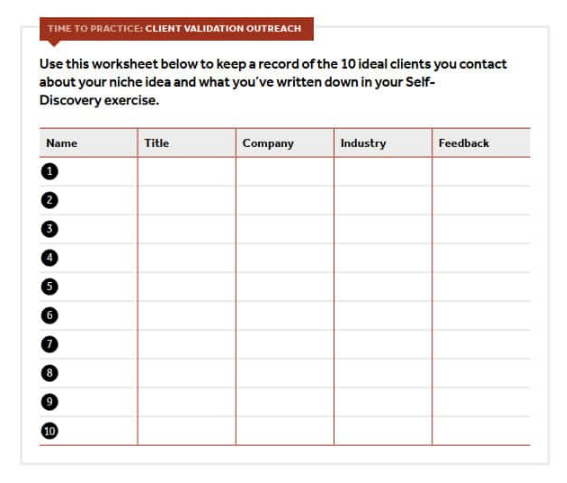 TIME TO PRACTICE: CLIENT VALIDATION OUTREACH
Use this worksheet below to keep a record of the 10 ideal clients you contact
about your niche idea and what you've written down in your Self-
Discovery exercise.
Name Title Company Industry Feedback
1
2
3
4
5
6
7
8
9
10